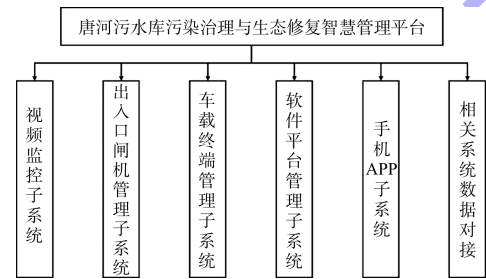 唐河污水库污染治理与生态修复智慧管理平台
视频监控子系统
出入口闸机管理子系统
车载终端管理子系统
软件平台管理子系统
手机APP子系统
相关系统数据对接